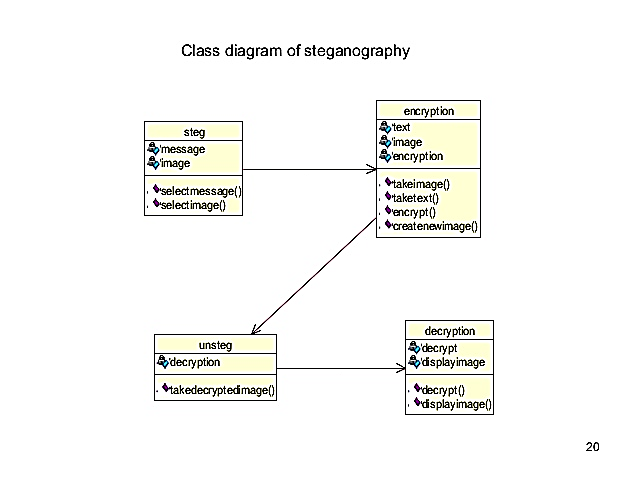 Class diagram of steganography
steg
message
image
selectmessage()
selectimage()
encryption
text
image
encryption
takeimage()
taketext()
encrypt()
createnewimage()
unsteg
decryption
takedecryptedimage()
decryption
decrypt
displayimage
decrypt()
displayimage()
20